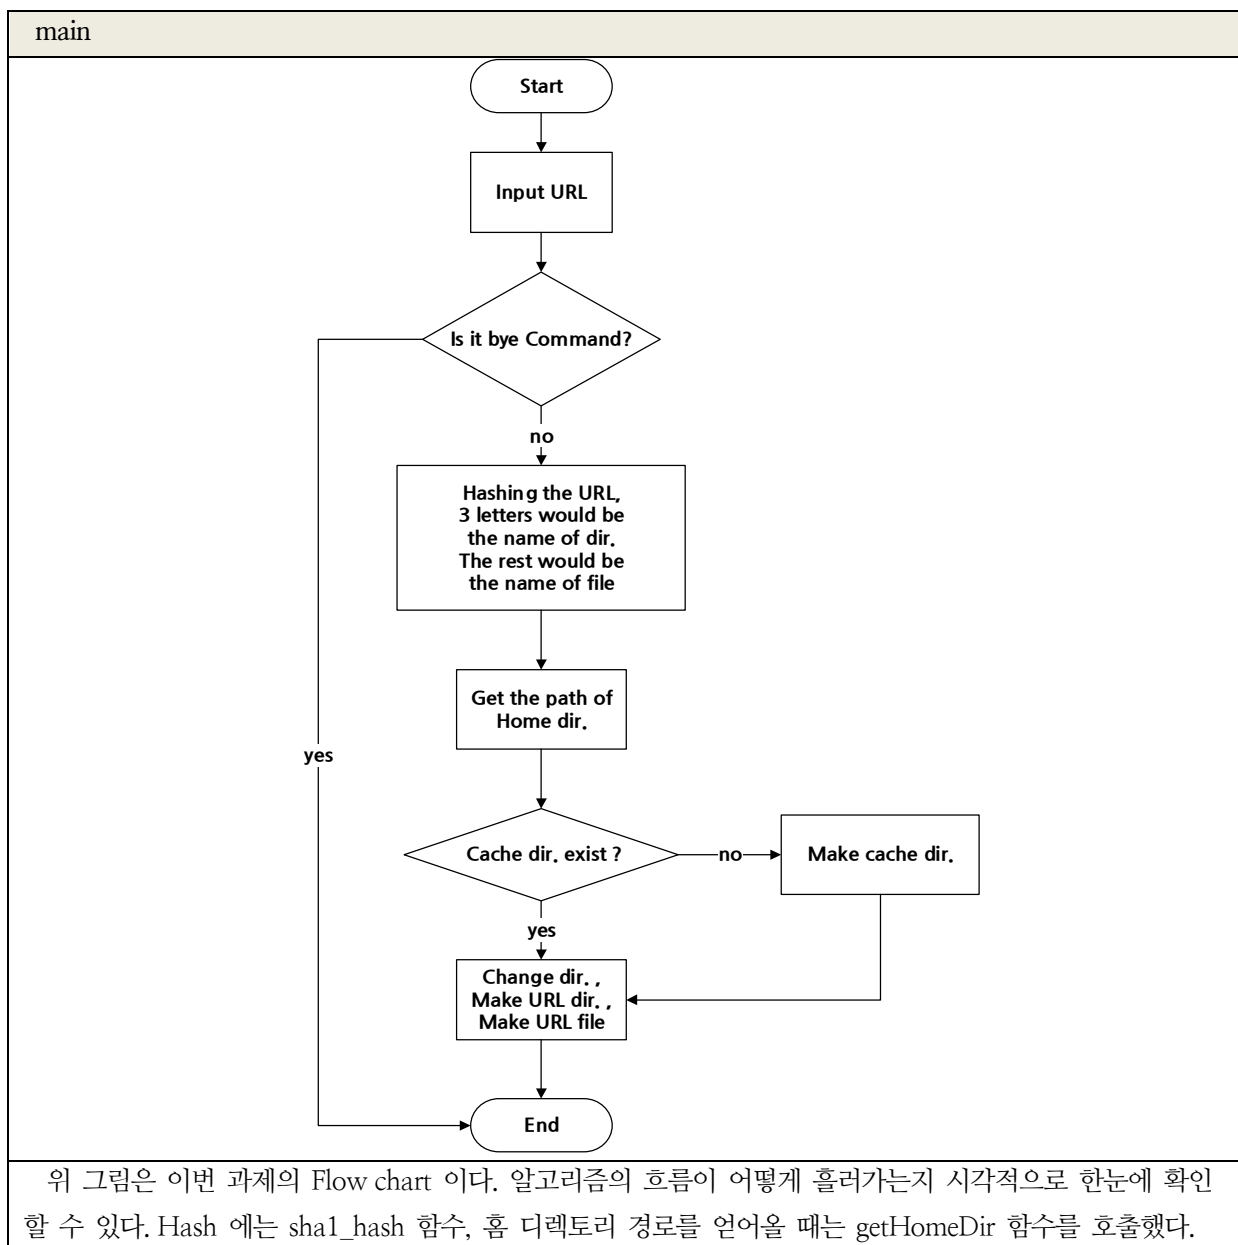 main
Start
Input URL
Is it bye Command?
no
Hashing the URL,
3 letters would be
the name of dir.
The rest would be
the name of file
Get the path of
Home dir.
yes
Cache dir. exist ?
no
Make cache dir.
yes
Change dir. ,
Make URL dir. ,
Make URL file
End
위 그림은 이번 과제의 Flow chart 이다. 알고리즘의 흐름이 어떻게 흘러가는지 시각적으로 한눈에 확인
할 수 있다. Hash 에는 sha1_hash 함수, 홈 디렉토리 경로를 얻어올 때는 getHomeDir 함수를 호출했다.